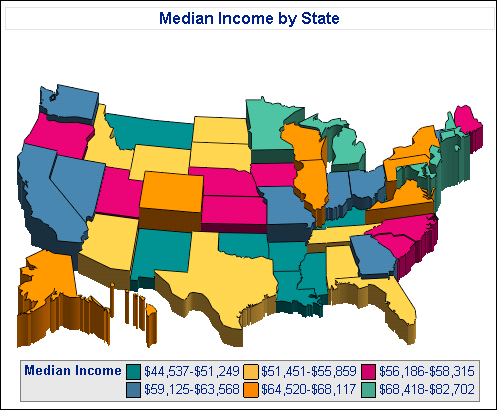 Median Income by State
Median Income $44,537-$51,249 $51,451-$55,859 $56,186-$58,315
$59,125-$63,568 $64,520-$68,117 $68,418-$82,702